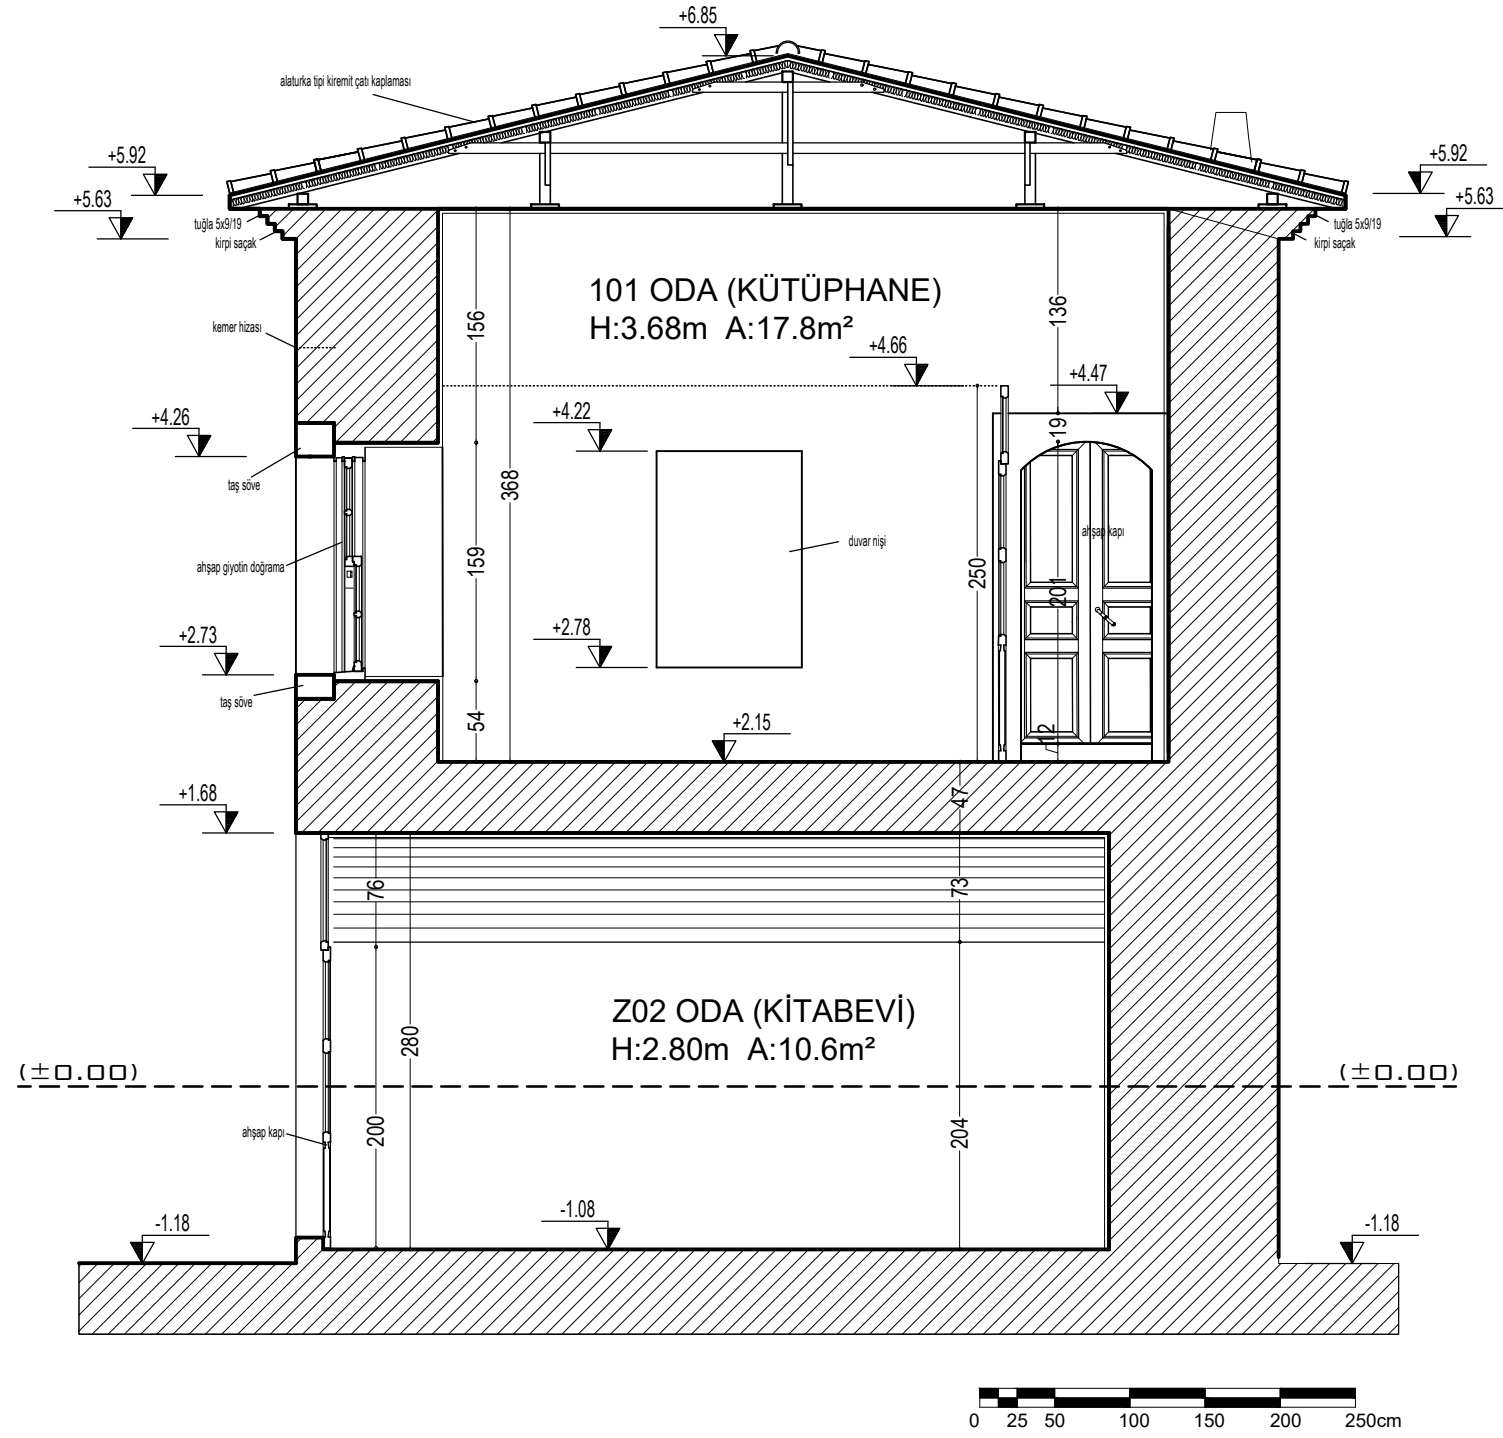 +6.85
alaturka tipi kiremit çatı kaplaması
+5.92
+5.92
+5.63
+5.63
tuğla 5x9/19
kirpi saçak
tuğla 5x9/19
kirpi saçak
101 ODA (KÜTÜPHANE)
H:3.68m A:17.8m²
156
136
kemer hizası
+4.66
+4.47
+4.26
+4.22
19
taş söve
368
duvar nişi
ahşap kapı
ahşap giyotin doğrama
159
250
201
+2.73
+2.78
taş söve
54
+2.15
12
+1.68
47
76
73
Z02 ODA (KİTABEVİ)
H:2.80m A:10.6m²
280
(±0.00)
(±0.00)
ahşap kapı
200
204
-1.18
-1.08
-1.18
0 25 50 100 150 200 250cm